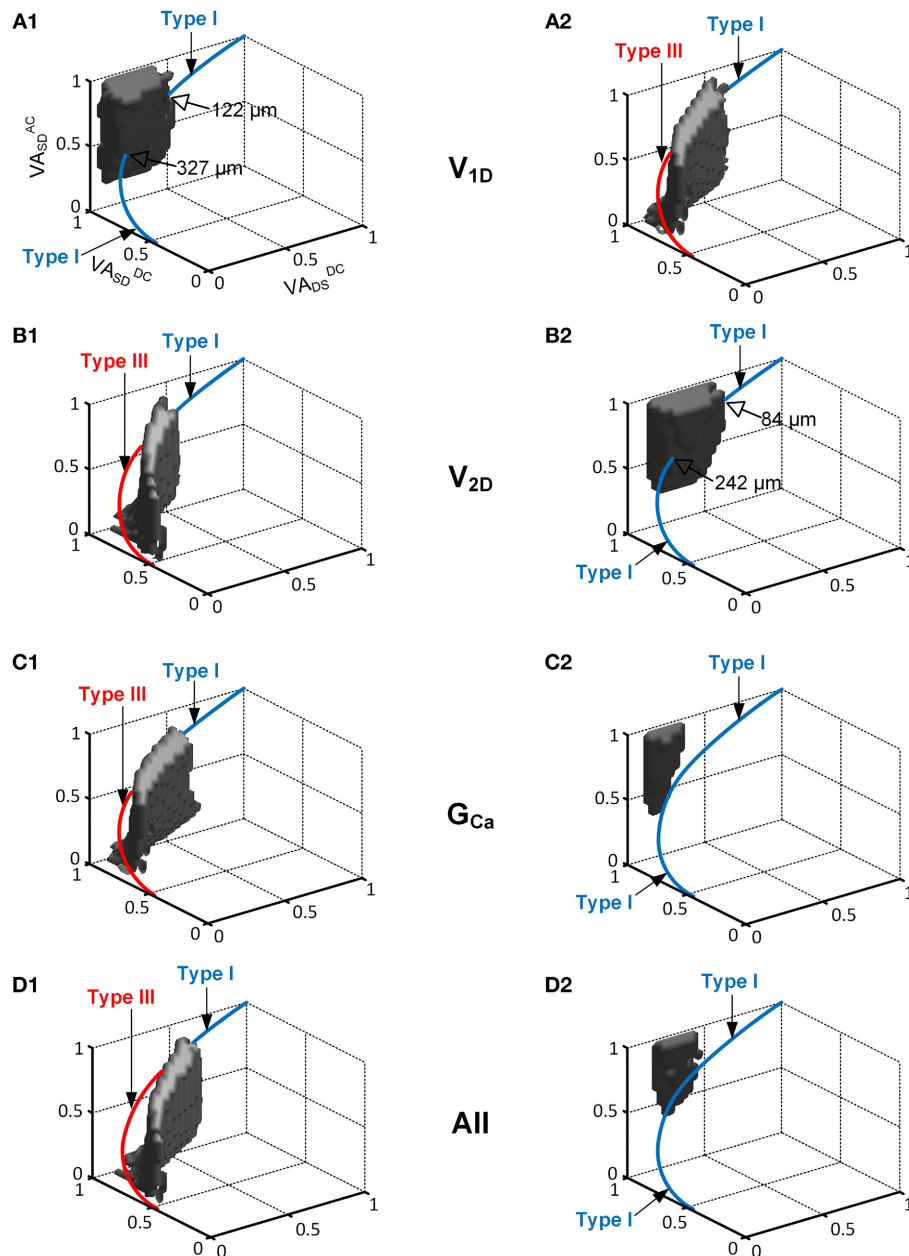 A1
Type I
1
0.5
0
1
0.5
0
0
0.5
1
VA_SD^AC
VA_SD^DC
VA_DS^DC
122 µm
327 µm
Type I
V_1D
A2
Type III
Type I
1
0.5
0
1
0.5
0
0
0.5
1
B1
Type III
Type I
1
0.5
0
1
0.5
0
0
0.5
1
V_2D
B2
Type I
1
0.5
0
1
0.5
0
0
0.5
1
84 µm
242 µm
Type I
C1
Type III
Type I
1
0.5
0
1
0.5
0
0
0.5
1
G_Ca
C2
Type I
1
0.5
0
1
0.5
0
0
0.5
1
Type I
D1
Type III
Type I
1
0.5
0
1
0.5
0
0
0.5
1
All
D2
Type I
1
0.5
0
1
0.5
0
0
0.5
1
Type I